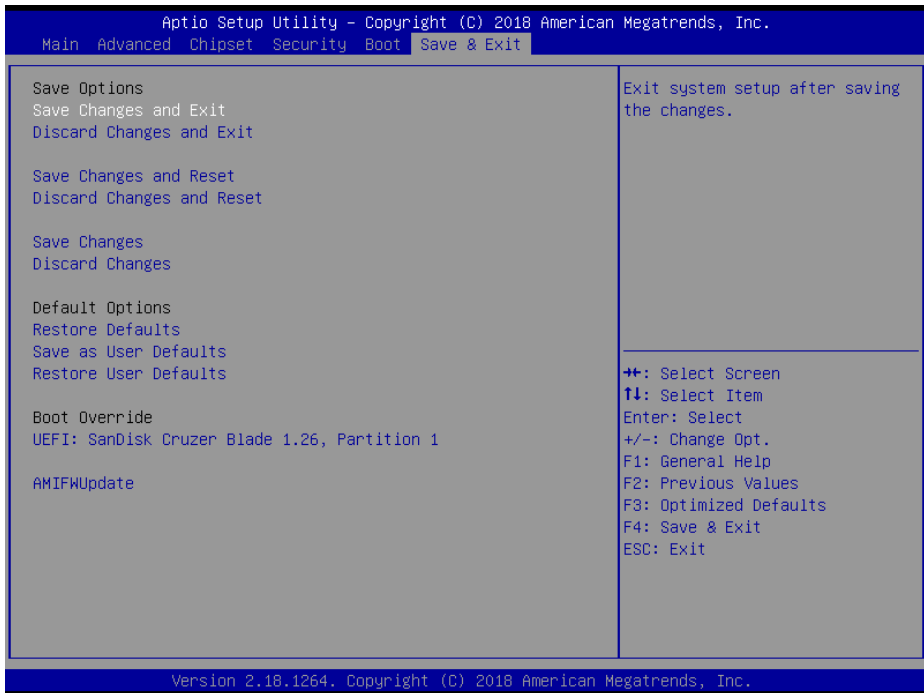 Aptio Setup Utility – Copyright (C) 2018 American Megatrends, Inc.
Main Advanced Chipset Security Boot Save & Exit
Save Options
Save Changes and Exit
Discard Changes and Exit
Save Changes and Reset
Discard Changes and Reset
Save Changes
Discard Changes
Default Options
Restore Defaults
Save as User Defaults
Restore User Defaults
Boot Override
UEFI: SanDisk Cruzer Blade 1.26, Partition 1
AMIFWUpdate
Exit system setup after saving
the changes.
→←: Select Screen
↑↓: Select Item
Enter: Select
+/-: Change Opt.
F1: General Help
F2: Previous Values
F3: Optimized Defaults
F4: Save & Exit
ESC: Exit
Version 2.18.1264. Copyright (C) 2018 American Megatrends, Inc.